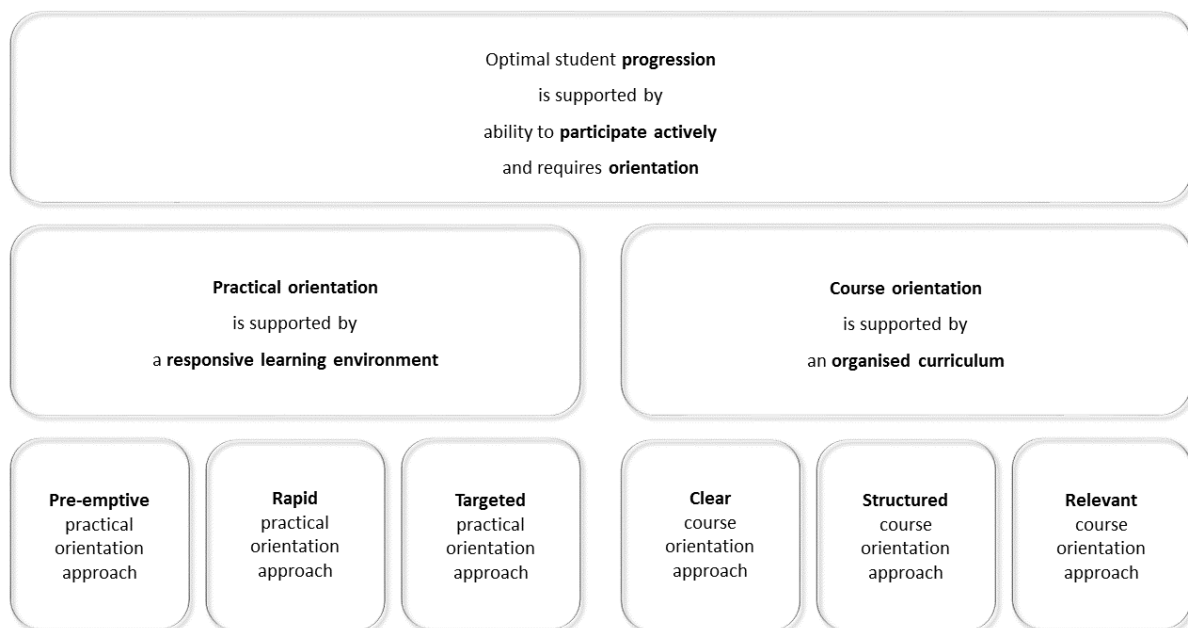 Optimal student progression
is supported by
ability to participate actively
and requires orientation
Practical orientation
is supported by
a responsive learning environment
Course orientation
is supported by
an organised curriculum
Pre-emptive
practical
orientation
approach
Rapid
practical
orientation
approach
Targeted
practical
orientation
approach
Clear
course
orientation
approach
Structured
course
orientation
approach
Relevant
course
orientation
approach